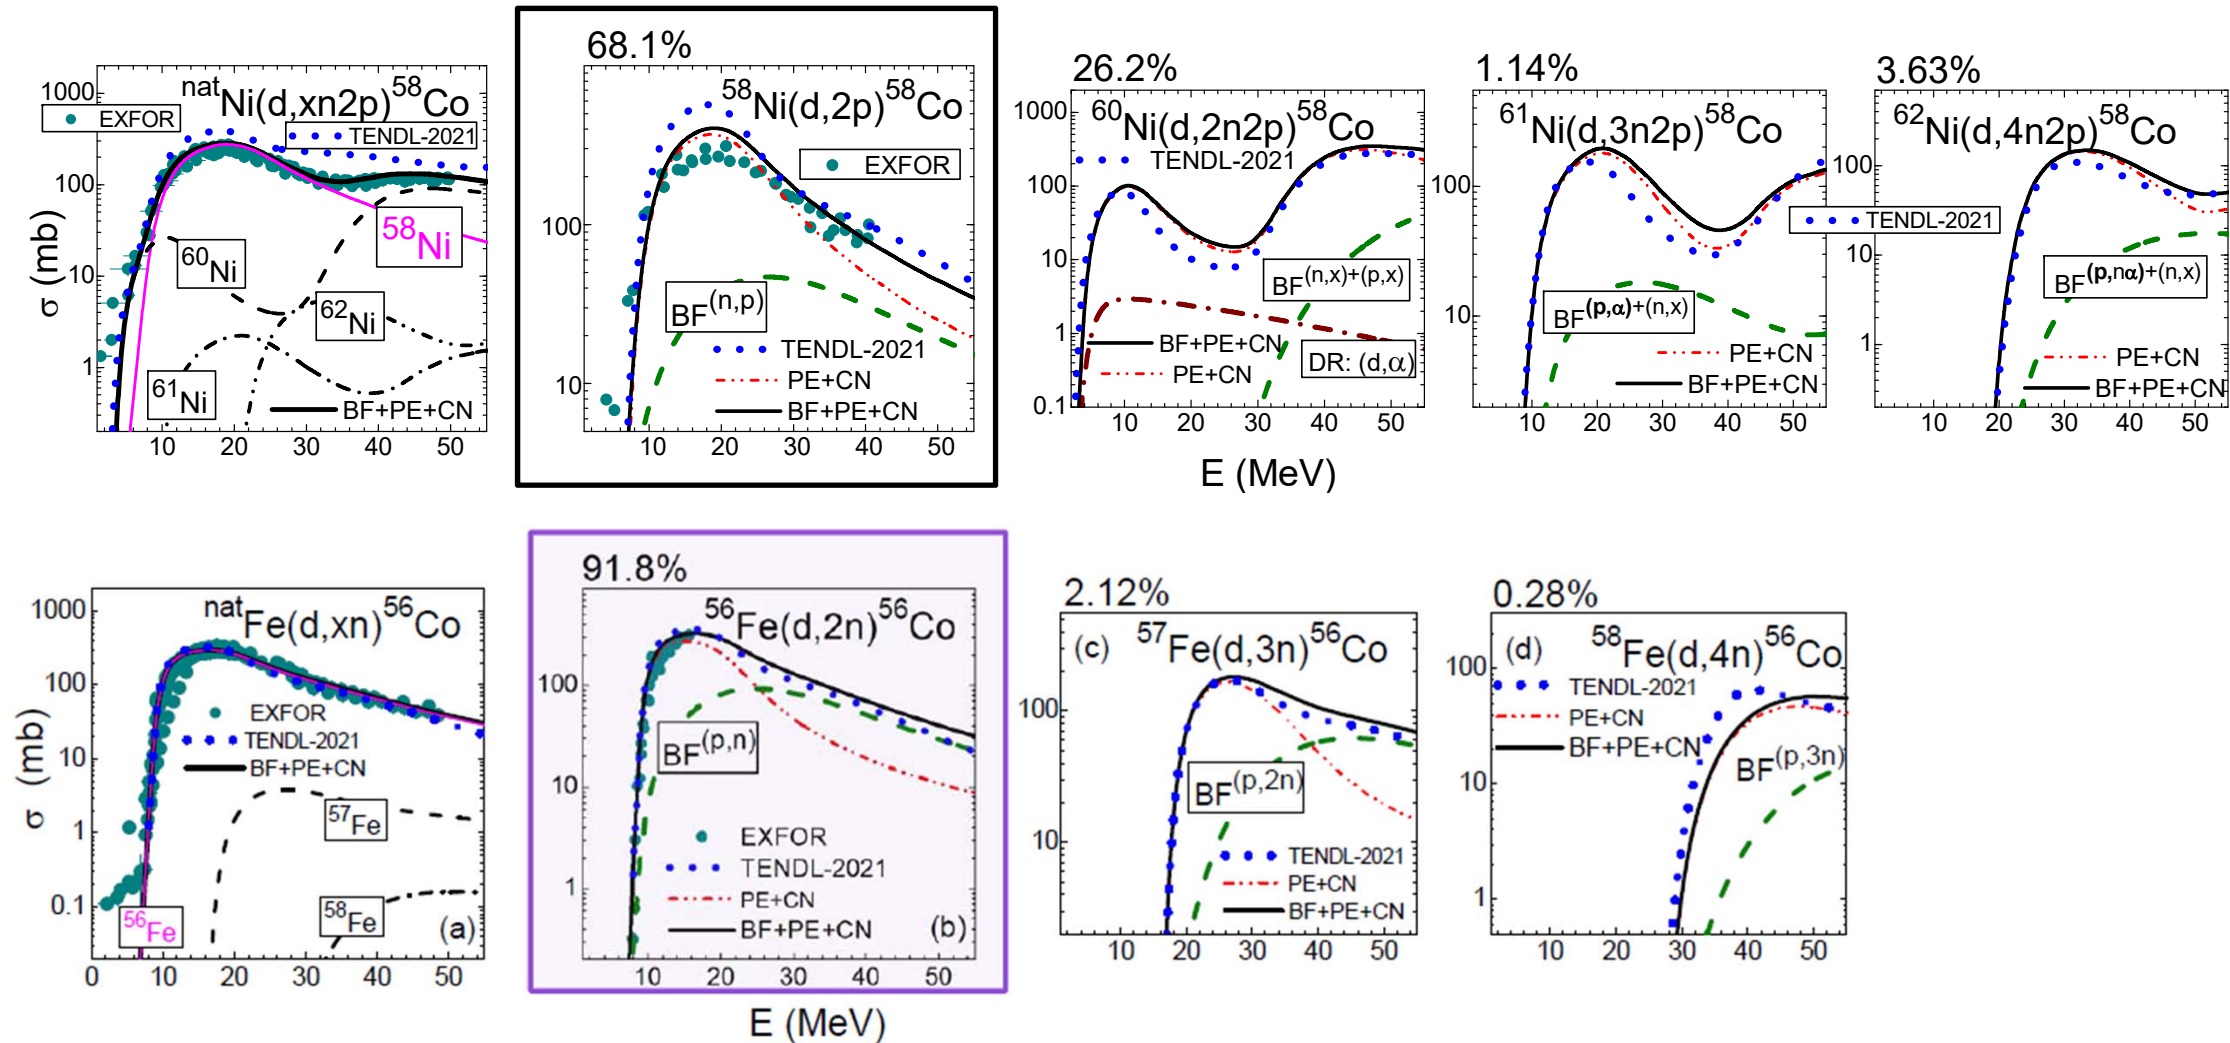 natNi(d,xn2p)58Co
EXFOR
TENDL-2021
58Ni
60Ni
62Ni
61Ni
BF+PE+CN
1000
100
10
1
σ (mb)
10 20 30 40 50
68.1%
58Ni(d,2p)58Co
EXFOR
BF(n,p)
TENDL-2021
PE+CN
BF+PE+CN
100
10
10 20 30 40 50
26.2%
60Ni(d,2n2p)58Co
TENDL-2021
BF(n,x)+(p,x)
BF+PE+CN
PE+CN
DR: (d,α)
1000
100
10
1
0.1
10 20 30 40 50
E (MeV)
1.14%
61Ni(d,3n2p)58Co
TENDL-2021
BF(p,α)+(n,x)
PE+CN
BF+PE+CN
100
10
10 20 30 40 50
3.63%
62Ni(d,4n2p)58Co
BF(p,nα)+(n,x)
PE+CN
BF+PE+CN
100
10
1
10 20 30 40 50
natFe(d,xn)56Co
EXFOR
TENDL-2021
BF+PE+CN
57Fe
58Fe
56Fe
(a)
1000
100
10
1
0.1
σ (mb)
0 10 20 30 40 50
91.8%
56Fe(d,2n)56Co
BF(p,n)
EXFOR
TENDL-2021
PE+CN
BF+PE+CN
(b)
100
10
1
10 20 30 40 50
E (MeV)
2.12%
(c)
57Fe(d,3n)56Co
BF(p,2n)
TENDL-2021
PE+CN
BF+PE+CN
100
10
10 20 30 40 50
0.28%
(d)
58Fe(d,4n)56Co
TENDL-2021
PE+CN
BF+PE+CN
BF(p,3n)
100
10
1
10 20 30 40 50